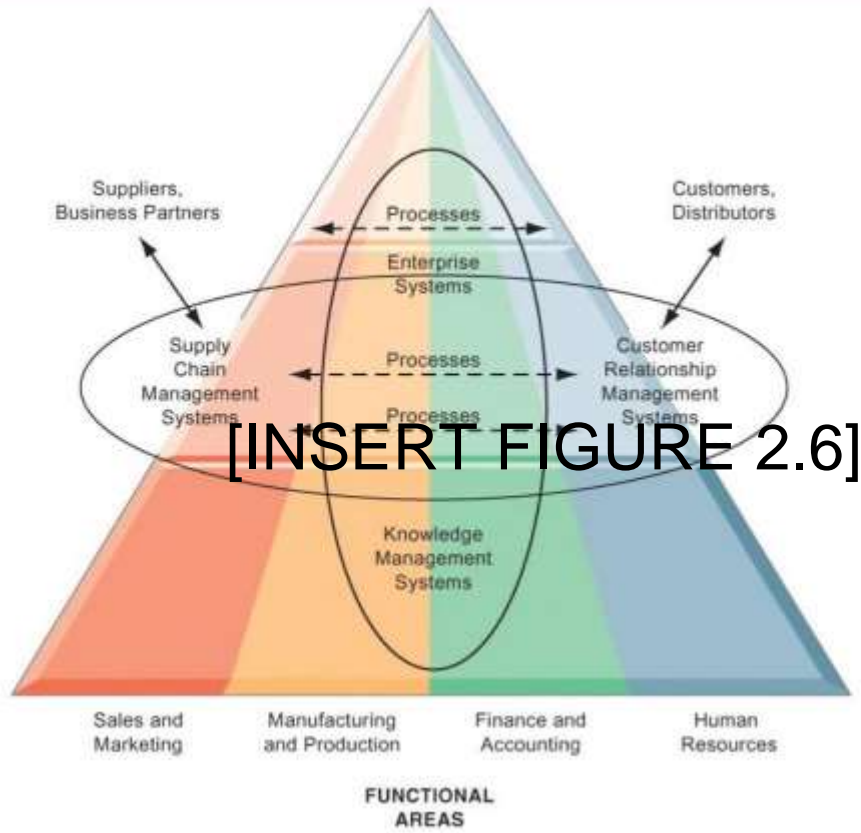 Suppliers,
Business Partners
Customers,
Distributors
Processes
Enterprise
Systems
Supply
Chain
Management
Systems
Processes
Customer
Relationship
Management
Systems
Processes
[INSERT FIGURE 2.6]
Knowledge
Management
Systems
Sales and
Marketing
Manufacturing
and Production
Finance and
Accounting
Human
Resources
FUNCTIONAL
AREAS